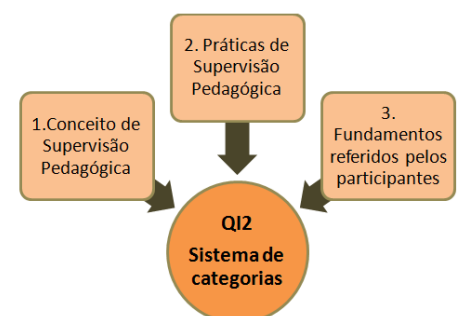 1.Conceito de
Supervisão
Pedagógica
2. Práticas de
Supervisão
Pedagógica
3.
Fundamentos
referidos pelos
participantes
QI2
Sistema de
categorias